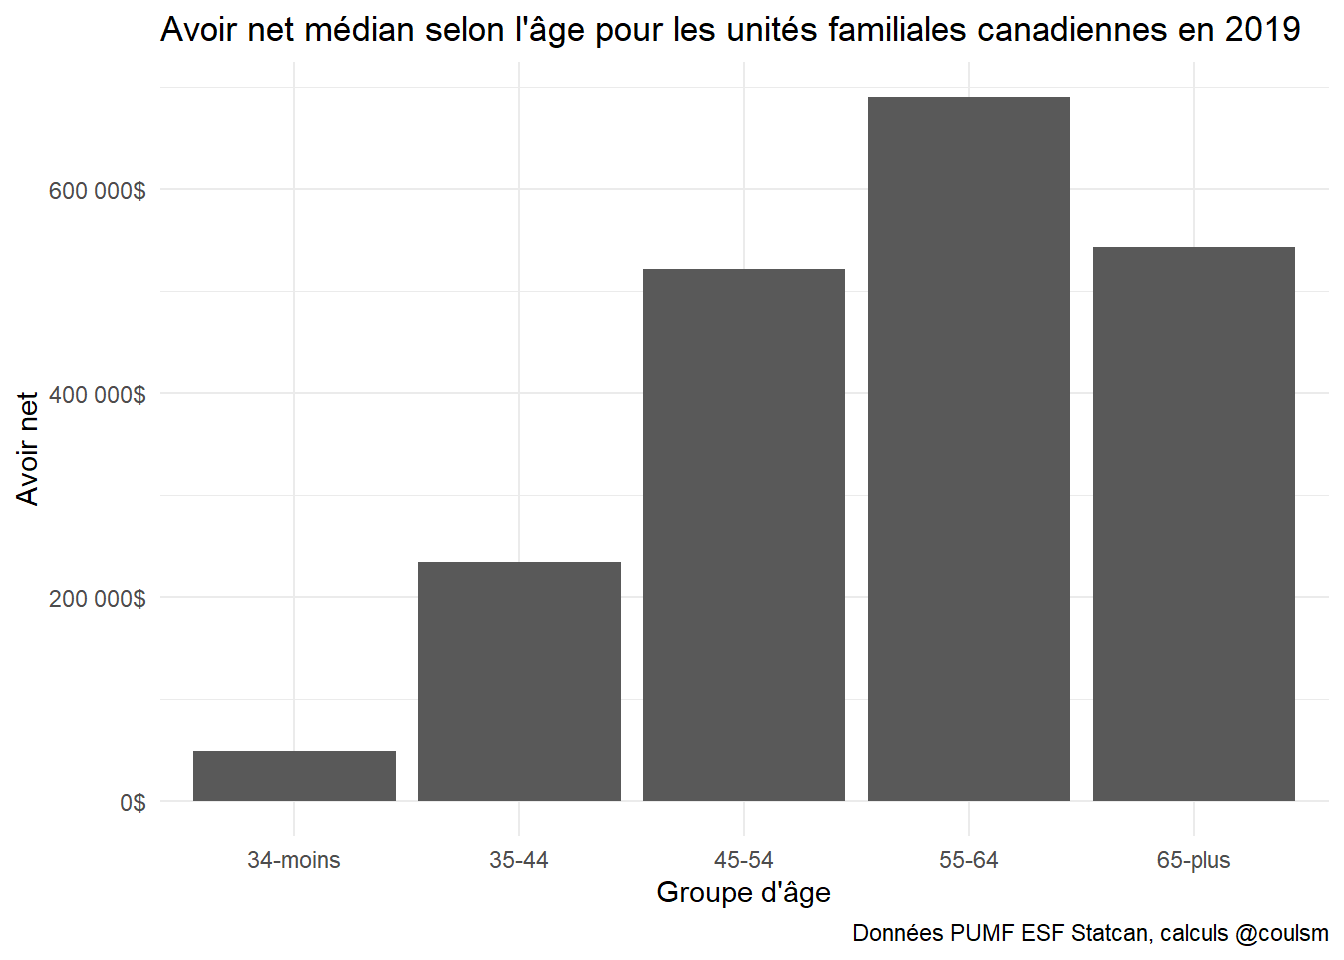 Avoir net médian selon l'âge pour les unités familiales canadiennes en 2019
600 000$
400 000$
200 000$
0$
Avoir net
34-moins
35-44
45-54
55-64
65-plus
Groupe d'âge
Données PUMF ESF Statcan, calculs @coulsm